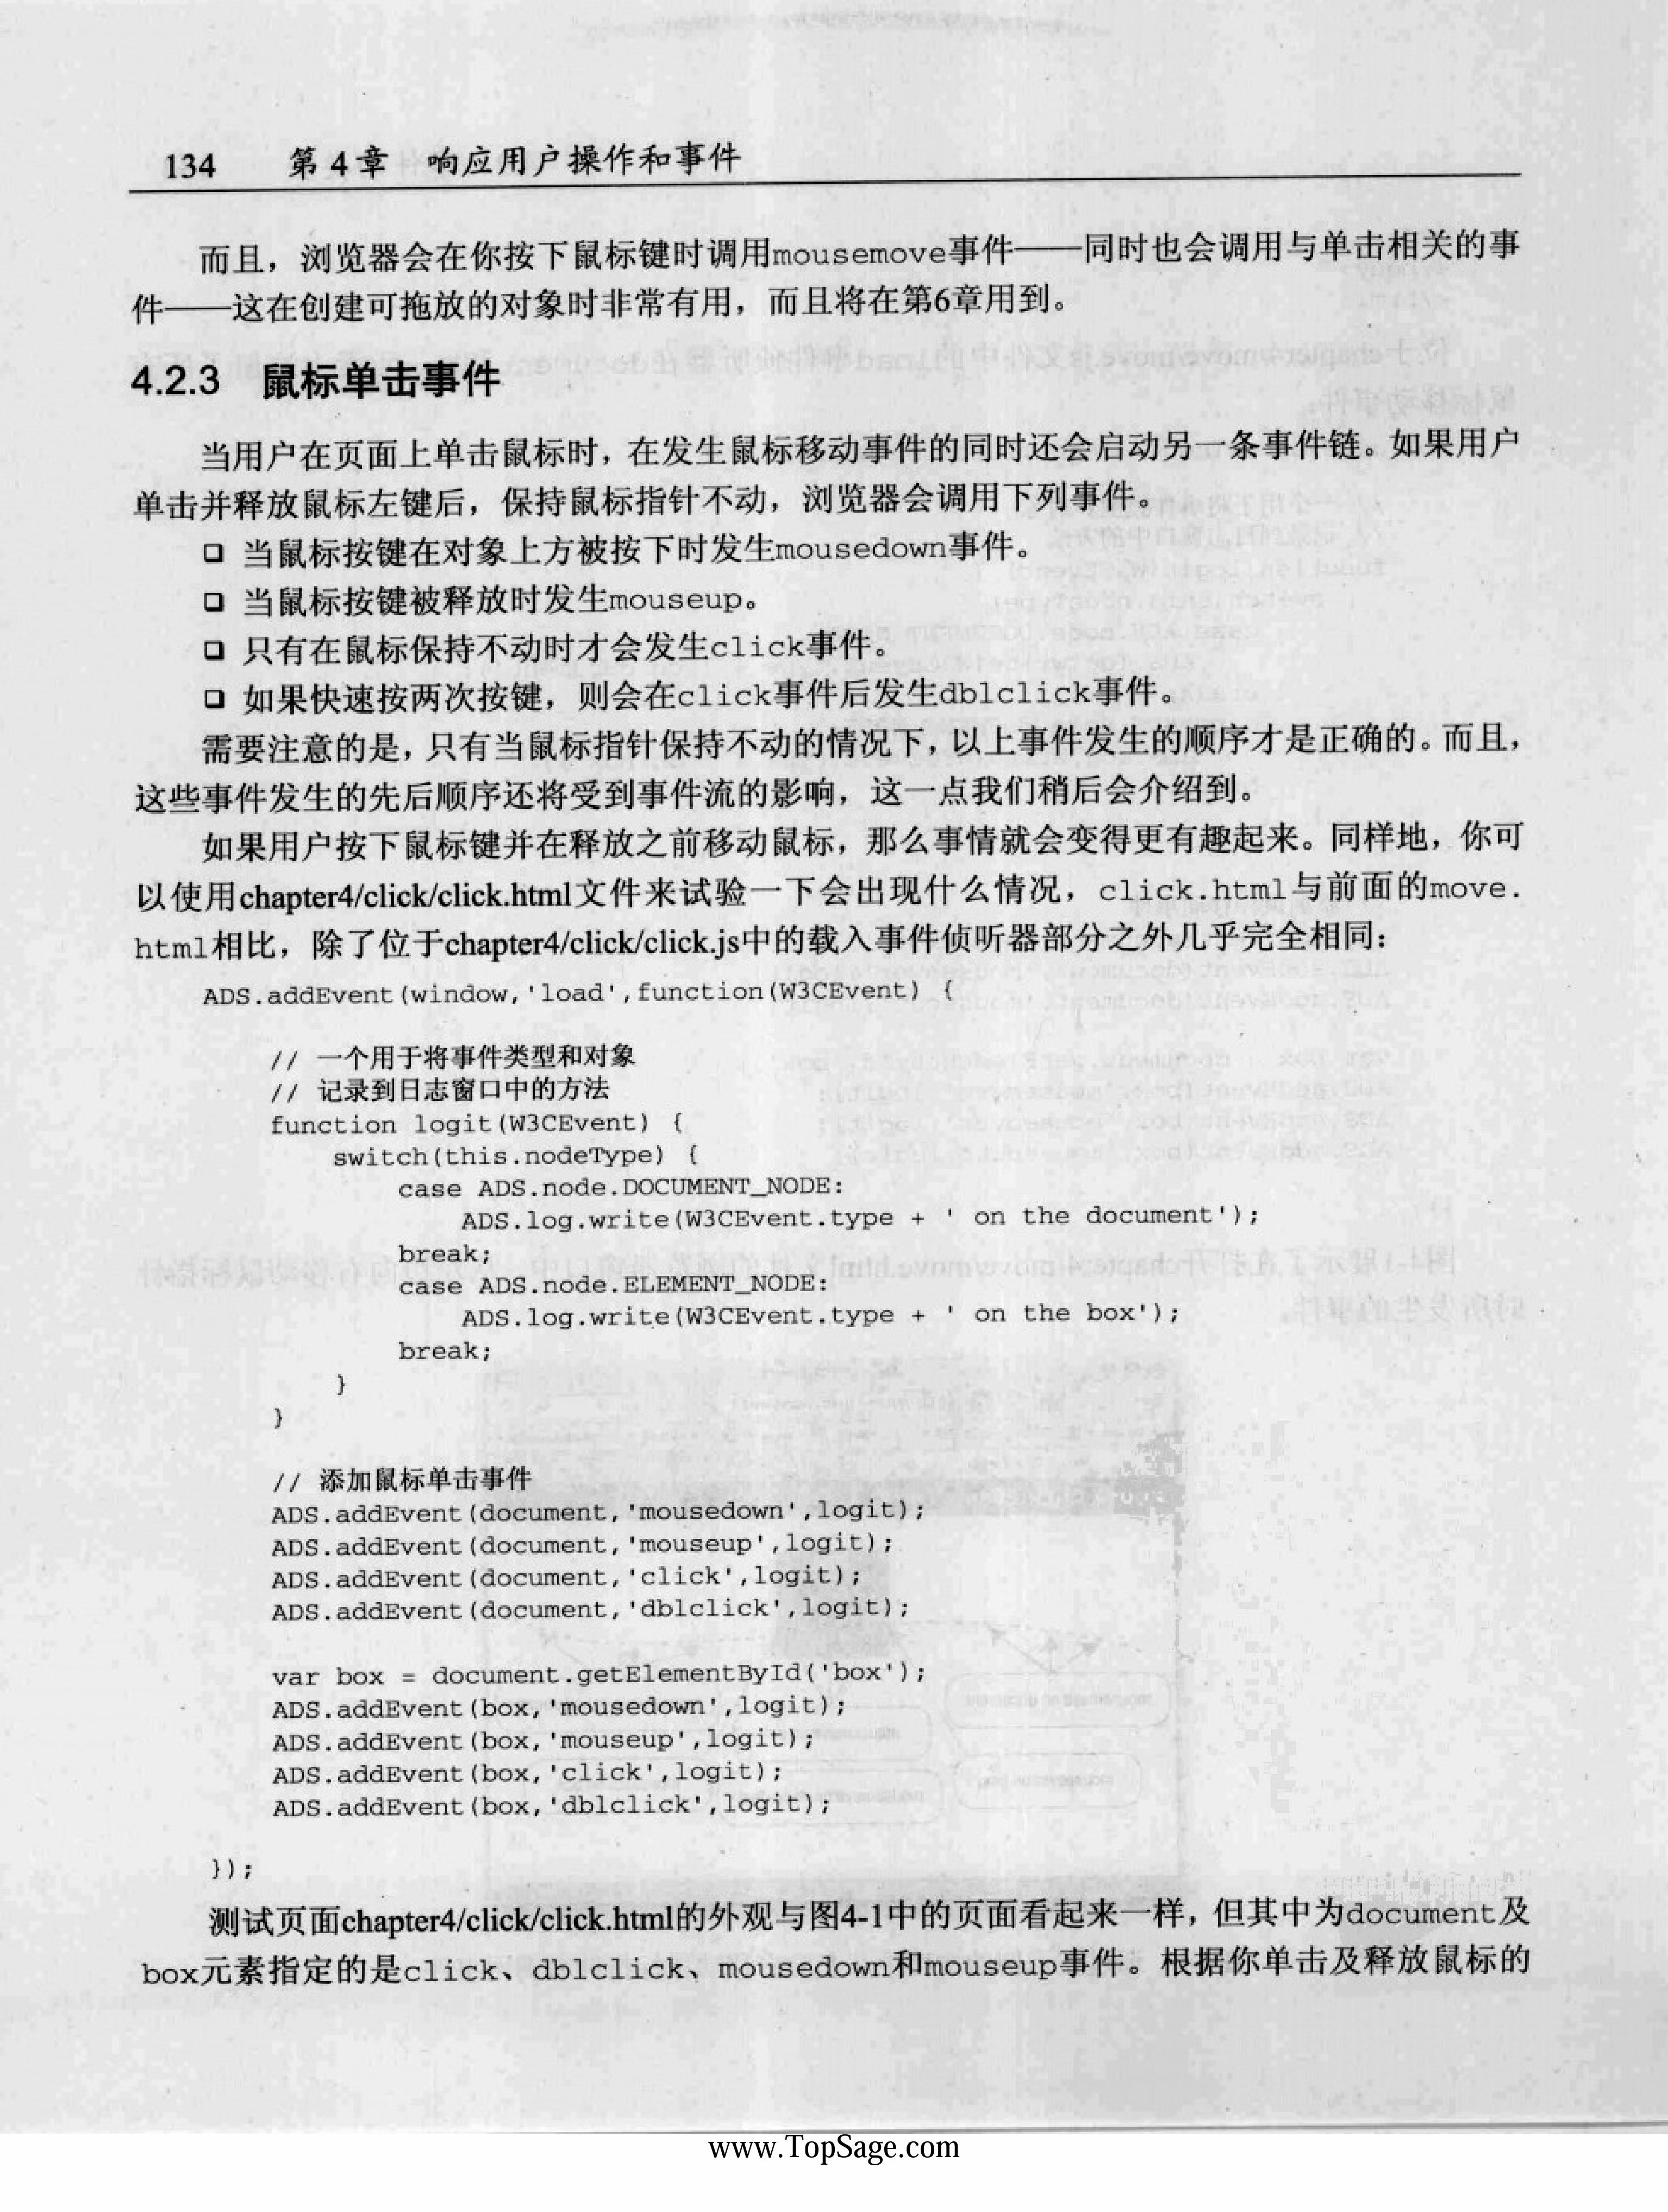 134 第 4 章 响应用户操作和事件
而且，浏览器会在你按下鼠标键时调用mousemove事件——同时也会调用与单击相关的事
件——这在创建可拖放的对象时非常有用，而且将在第6章用到。
4.2.3 鼠标单击事件
当用户在页面上单击鼠标时，在发生鼠标移动事件的同时还会启动另一条事件链。如果用户
单击并释放鼠标左键后，保持鼠标指针不动，浏览器会调用下列事件。
❑ 当鼠标按键在对象上方被按下时发生mousedown事件。
❑ 当鼠标按键被释放时发生mouseup。
❑ 只有在鼠标保持不动时才会发生click事件。
❑ 如果快速按两次按键，则会在click事件后发生dblclick事件。
需要注意的是，只有当鼠标指针保持不动的情况下，以上事件发生的顺序才是正确的。而且，
这些事件发生的先后顺序还将受到事件流的影响，这一点我们稍后会介绍到。
如果用户按下鼠标键并在释放之前移动鼠标，那么事情就会变得更有趣起来。同样地，你可
以使用chapter4/click/click.html文件来试验一下会出现什么情况，click.html与前面的move.
html相比，除了位于chapter4/click/click.js中的载入事件侦听器部分之外几乎完全相同：
ADS.addEvent(window,'load',function(W3CEvent) {
// 一个用于将事件类型和对象
// 记录到日志窗口中的方法
function logit(W3CEvent) {
switch(this.nodeType) {
case ADS.node.DOCUMENT_NODE:
ADS.log.write(W3CEvent.type + ' on the document');
break;
case ADS.node.ELEMENT_NODE:
ADS.log.write(W3CEvent.type + ' on the box');
break;
}
}
// 添加鼠标单击事件
ADS.addEvent(document,'mousedown',logit);
ADS.addEvent(document,'mouseup',logit);
ADS.addEvent(document,'click',logit);
ADS.addEvent(document,'dblclick',logit);
var box = document.getElementById('box');
ADS.addEvent(box,'mousedown',logit);
ADS.addEvent(box,'mouseup',logit);
ADS.addEvent(box,'click',logit);
ADS.addEvent(box,'dblclick',logit);
});
测试页面chapter4/click/click.html的外观与图4-1中的页面看起来一样，但其中为document及
box元素指定的是click、dblclick、mousedown和mouseup事件。根据你单击及释放鼠标的
www.TopSage.com